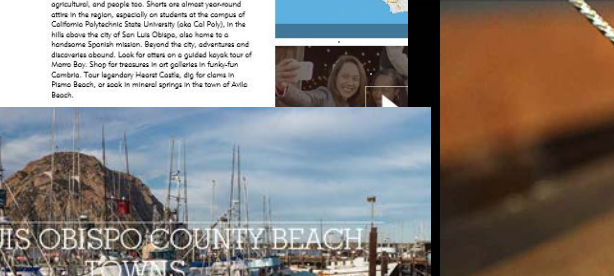 agricultural, and people too. Shorts are almost year-round
attire in the region, especially on students at the campus of
California Polytechnic State University (aka Cal Poly), in the
hills above the city of San Luis Obispo, also home to a
handsome Spanish mission. Beyond the city, adventures and
discoveries abound. Look for otters on a guided kayak tour of
Morro Bay. Shop for treasures in art galleries in funky-fun
Cambria. Tour legendary Hearst Castle, dig for clams in
Pismo Beach, or soak in mineral springs in the town of Avila
Beach.
UIS OBISPO COUNTY BEACH
TOWNS